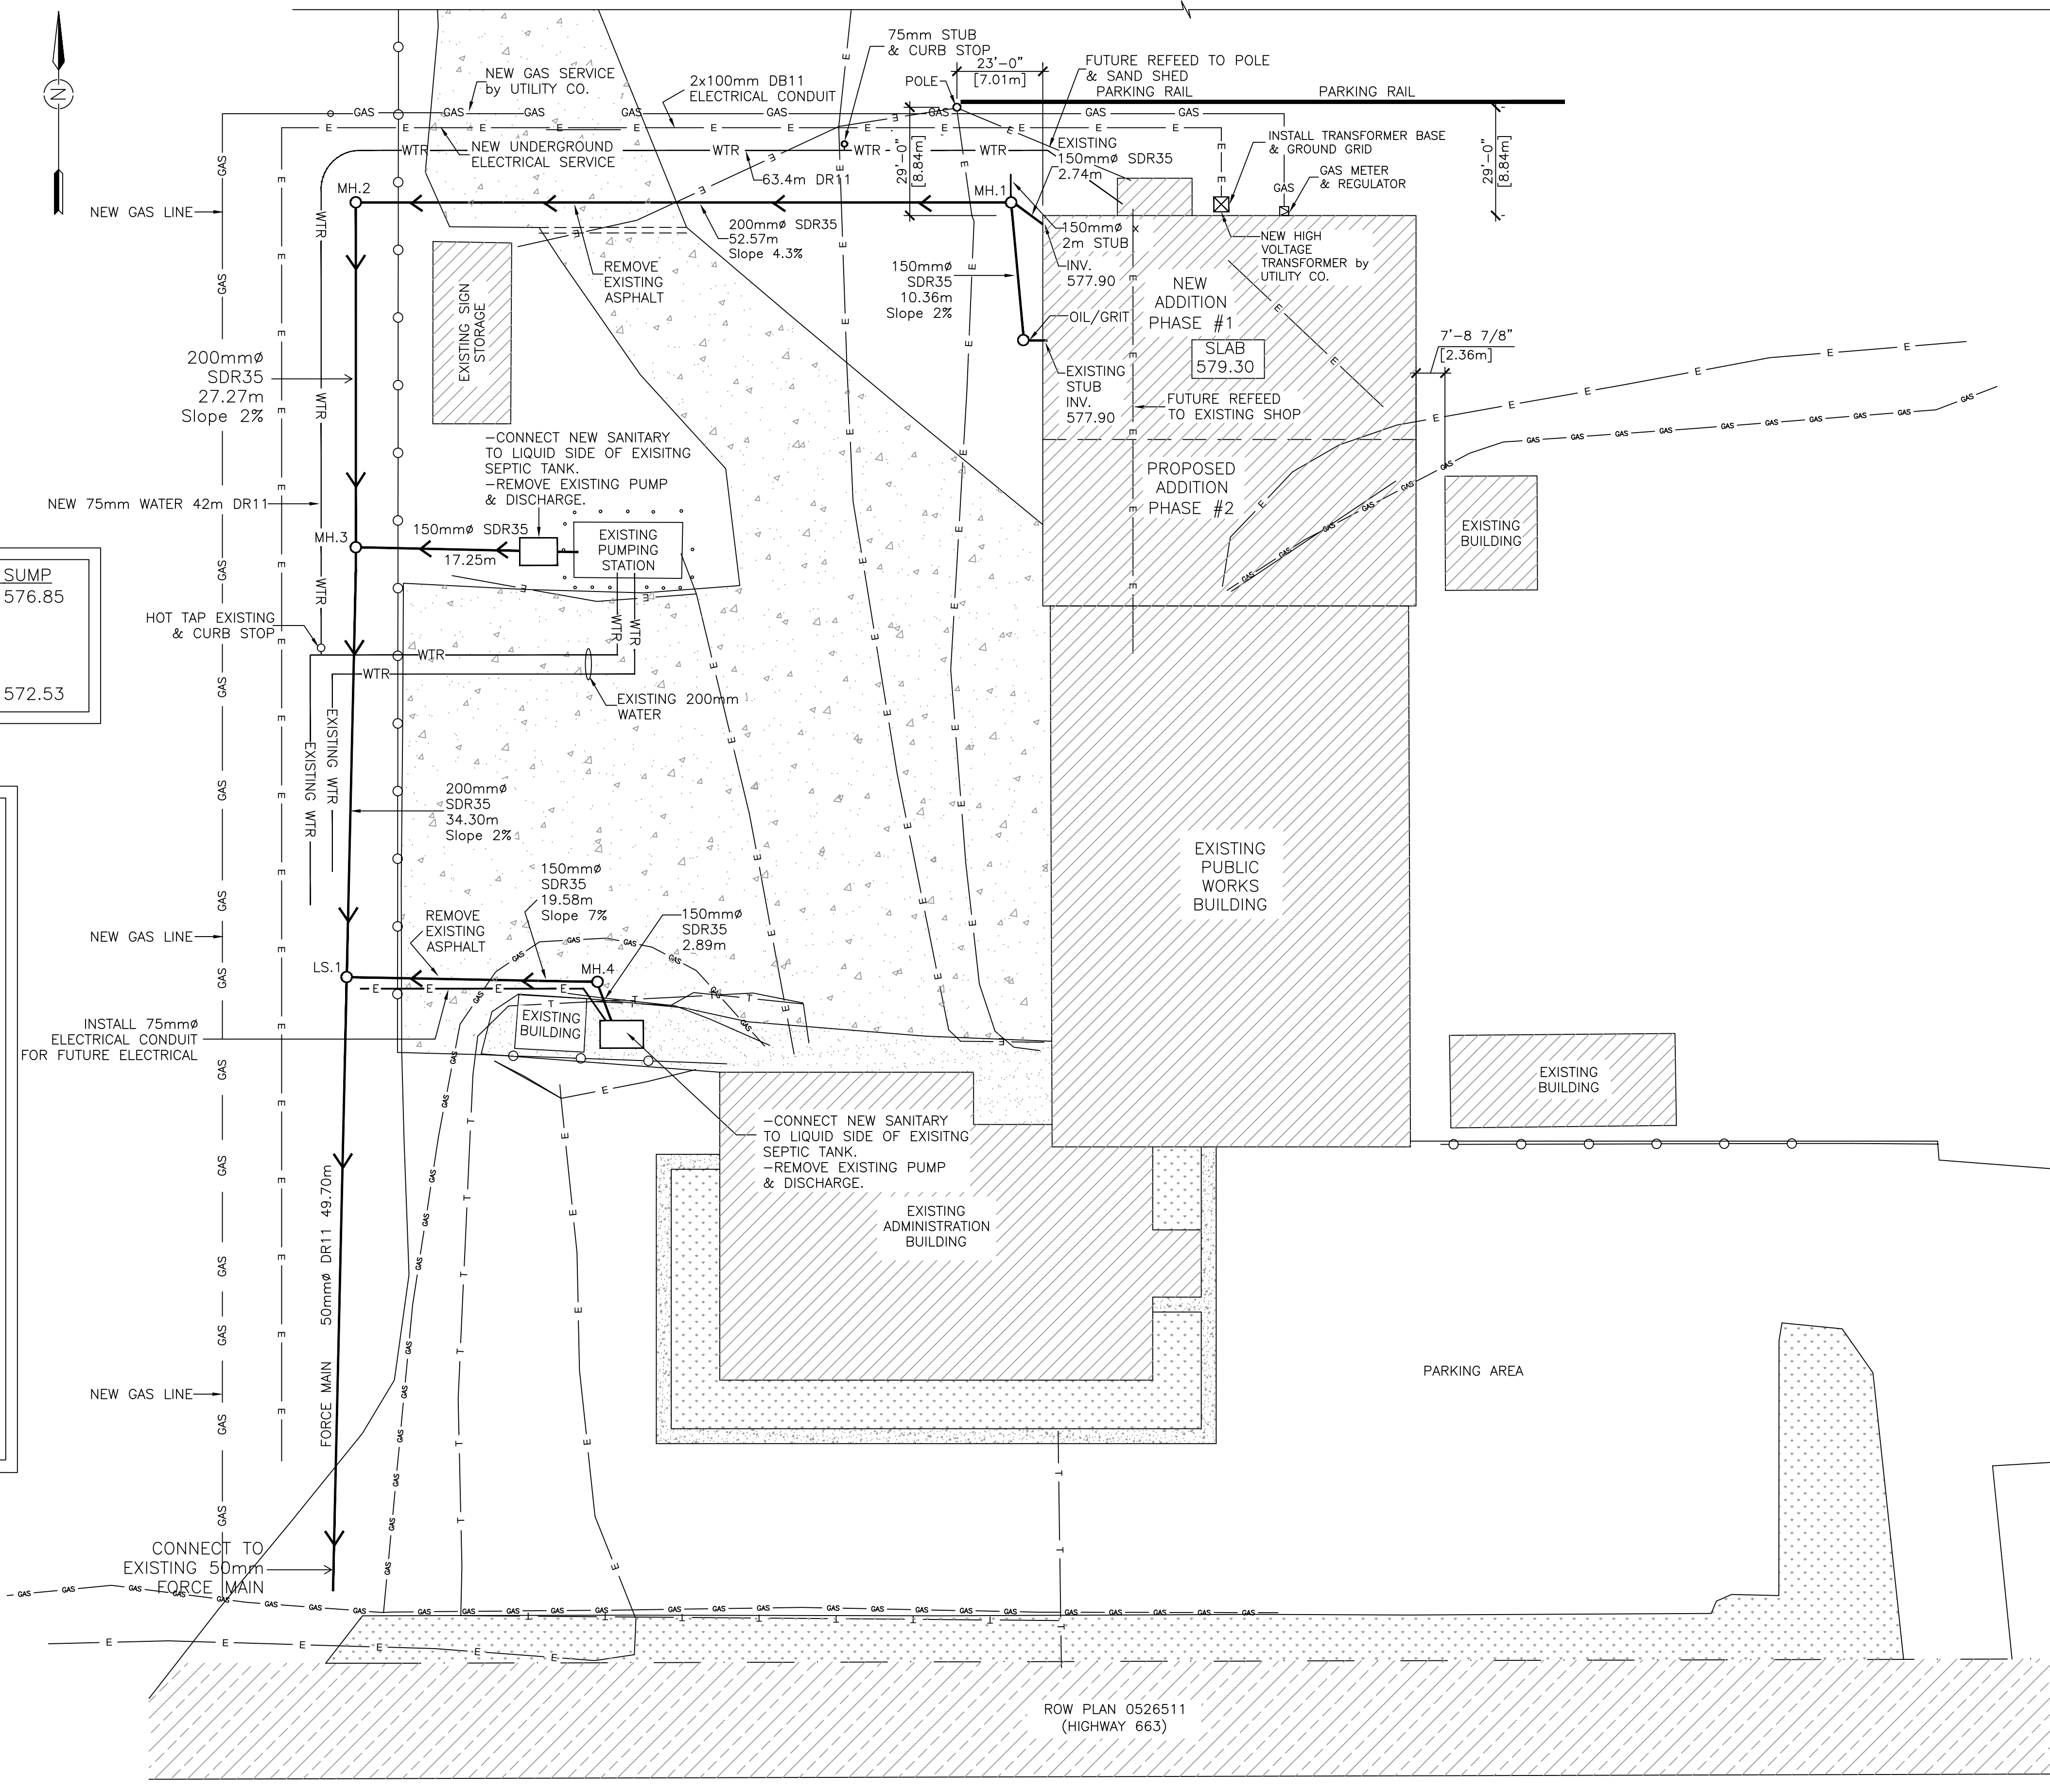 75mm STUB
& CURB STOP
23'-0"
[7.01m]
FUTURE REFEED TO POLE
& SAND SHED
NEW GAS SERVICE
by UTILITY CO.
2x100mm DB11
ELECTRICAL CONDUIT
POLE
PARKING RAIL
PARKING RAIL
N
NEW UNDERGROUND
ELECTRICAL SERVICE
29'-0"
[8.84m]
EXISTING
150mmø SDR35
2.74m
INSTALL TRANSFORMER BASE
& GROUND GRID
GAS METER
& REGULATOR
29'-0"
[8.84m]
63.4m DR11
MH.2
MH.1
NEW GAS LINE
200mmø SDR35
52.57m
Slope 4.3%
150mmø x
2m STUB
NEW HIGH
VOLTAGE
TRANSFORMER by
UTILITY CO.
REMOVE
EXISTING
ASPHALT
150mmø
SDR35
10.36m
Slope 2%
INV.
577.90
NEW
ADDITION
PHASE #1
OIL/GRIT
SLAB
579.30
7'-8 7/8"
[2.36m]
EXISTING SIGN
STORAGE
200mmø
SDR35
27.27m
Slope 2%
EXISTING
STUB
INV.
577.90
FUTURE REFEED
TO EXISTING SHOP
-CONNECT NEW SANITARY
TO LIQUID SIDE OF EXISITNG
SEPTIC TANK.
-REMOVE EXISTING PUMP
& DISCHARGE.
PROPOSED
ADDITION
PHASE #2
NEW 75mm WATER 42m DR11
MH.3
150mmø SDR35
17.25m
EXISTING
PUMPING
STATION
EXISTING
BUILDING
SUMP
576.85
572.53
HOT TAP EXISTING
& CURB STOP
WTR
WTR
WTR
WTR
EXISTING 200mm
WATER
EXISTING WTR
EXISTING WTR
200mmø
SDR35
34.30m
Slope 2%
EXISTING
PUBLIC
WORKS
BUILDING
150mmø
SDR35
19.58m
Slope 7%
REMOVE
EXISTING
ASPHALT
150mmø
SDR35
2.89m
NEW GAS LINE
LS.1
MH.4
EXISTING
BUILDING
INSTALL 75mmø
ELECTRICAL CONDUIT
FOR FUTURE ELECTRICAL
EXISTING
BUILDING
-CONNECT NEW SANITARY
TO LIQUID SIDE OF EXISITNG
SEPTIC TANK.
-REMOVE EXISTING PUMP
& DISCHARGE.
EXISTING
ADMINISTRATION
BUILDING
FORCE MAIN 50mmø DR11 49.70m
PARKING AREA
NEW GAS LINE
CONNECT TO
EXISTING 50mm
FORCE MAIN
ROW PLAN 0526511
(HIGHWAY 663)